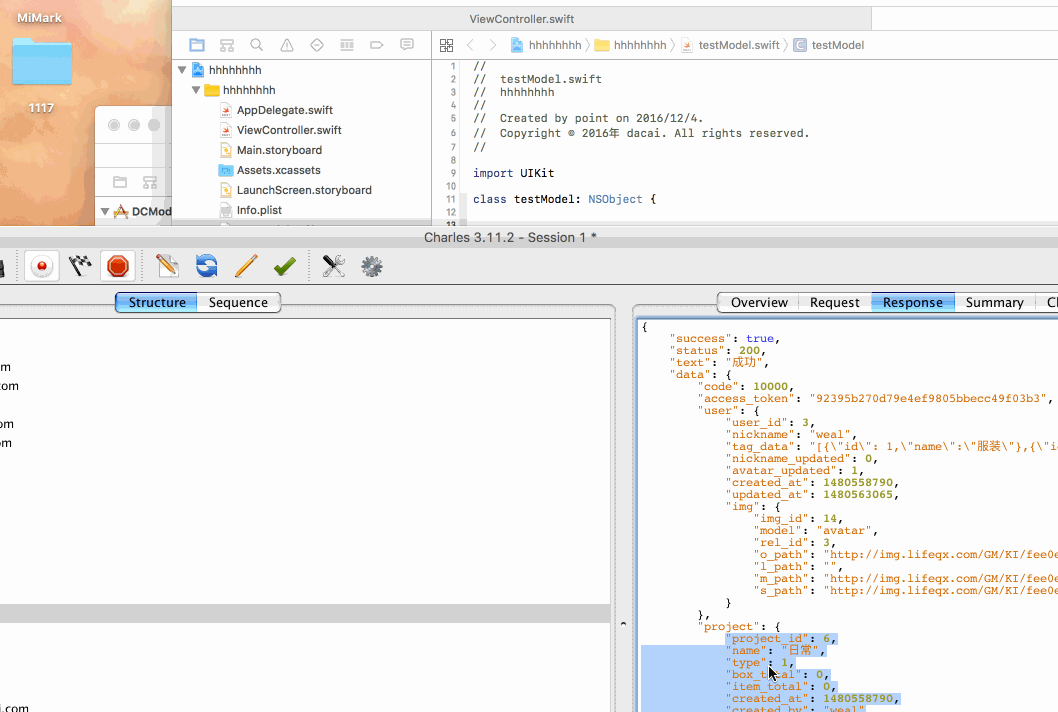 MiMark
1117
DCMod
ViewController.swift
hhhhhhhh
hhhhhhhh
testModel.swift
testModel
hhhhhhhh
hhhhhhhh
AppDelegate.swift
ViewController.swift
Main.storyboard
Assets.xcassets
LaunchScreen.storyboard
Info.plist
1 //
2 //  testModel.swift
3 //  hhhhhhhh
4 //
5 //  Created by point on 2016/12/4.
6 //  Copyright © 2016年 dacai. All rights reserved.
7 //
8
9 import UIKit
10
11 class testModel: NSObject {
12
13
Charles 3.11.2 - Session 1 *
Structure
Sequence
om
om
om
om
i.com
Overview
Request
Response
Summary
{
"success": true,
"status": 200,
"text": "成功",
"data": {
"code": 10000,
"access_token": "92395b270d79e4ef9805bbecc49f03b3",
"user": {
"user_id": 3,
"nickname": "weal",
"tag_data": "[{\"id\": 1,\"name\":\"服装\"},{\"i
"nickname_updated": 0,
"avatar_updated": 1,
"created_at": 1480558790,
"updated_at": 1480563065,
"img": {
"img_id": 14,
"model": "avatar",
"rel_id": 3,
"o_path": "http://img.lifeqx.com/GM/KI/fee0e
"l_path": "",
"m_path": "http://img.lifeqx.com/GM/KI/fee0e
"s_path": "http://img.lifeqx.com/GM/KI/fee0e
}
},
"project": {
"project_id": 6,
"name": "日常",
"type": 1,
"box_total": 0,
"item_total": 0,
"created_at": 1480558790,
"created_by": "weal"